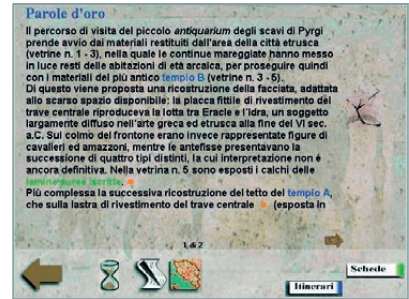 Parole d'oro
Il percorso di visita del piccolo antiquarium degli scavi di Pyrgi
prende avvio dai materiali restituiti dall'area della città etrusca
(vetrine n. 1 - 3), nella quale le continue mareggiate hanno messo
in luce resti delle abitazioni di età arcaica, per proseguire quindi
con i materiali del più antico tempio B (vetrine n. 3 - 5).
Di questo viene proposta una ricostruzione della facciata, adattata
allo scarso spazio disponibile: la placca fittile di rivestimento del
trave centrale riproduceva la lotta tra Eracle e l'Idra, un soggetto
largamente diffuso nell'arte greca ed etrusca alla fine del VI sec.
a.C. Sul colmo del frontone erano invece rappresentate figure di
cavalieri ed amazzoni, mentre le antefisse presentavano la
successione di quattro tipi distinti, la cui interpretazione non é
ancora definitiva. Nella vetrina n. 5 sono esposti i calchi delle
lamine auree iscritte.
Più complessa la successiva ricostruzione del tetto del tempio A,
che sulla lastra di rivestimento del trave centrale (esposta in
1 di 2
Schede
Itinerari